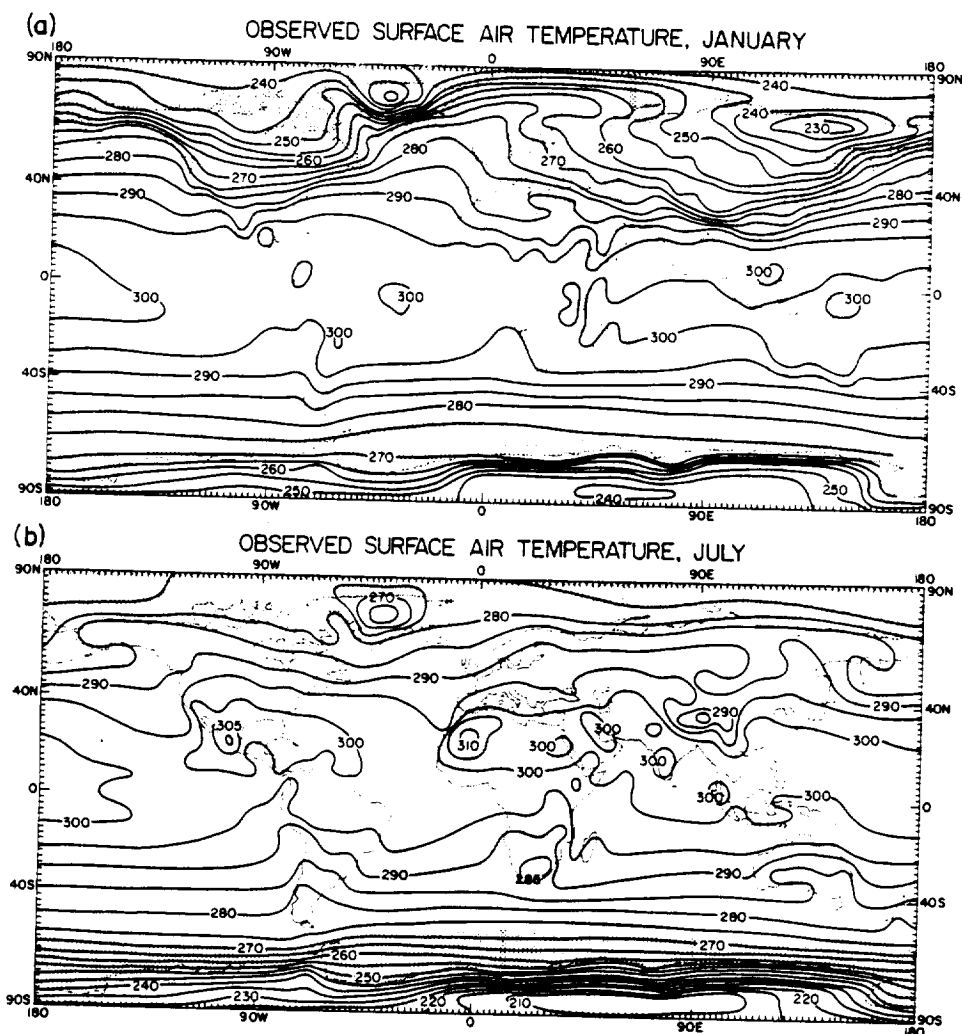 (a) OBSERVED SURFACE AIR TEMPERATURE, JANUARY
180 90W 0 90E 180
90N 90N
240 240 240
230
250 250
260 260
280 280 270
270 280
40N 40N
290 290 290
300
0 300 300 0
300 300 300
40S 290 290 40S
280
270
260
250 240 250
90S 90S
180 90W 0 90E 180
(b) OBSERVED SURFACE AIR TEMPERATURE, JULY
180 90W 0 90E 180
90N 90N
270 280
290 290 290
40N 290 40N
305 300 310 300 300 300
300 300
0 300 300 0
300
290 285 290
40S 40S
280 280
270 260 270
250
240 230 220 210 220
90S 90S
180 90W 0 90E 180